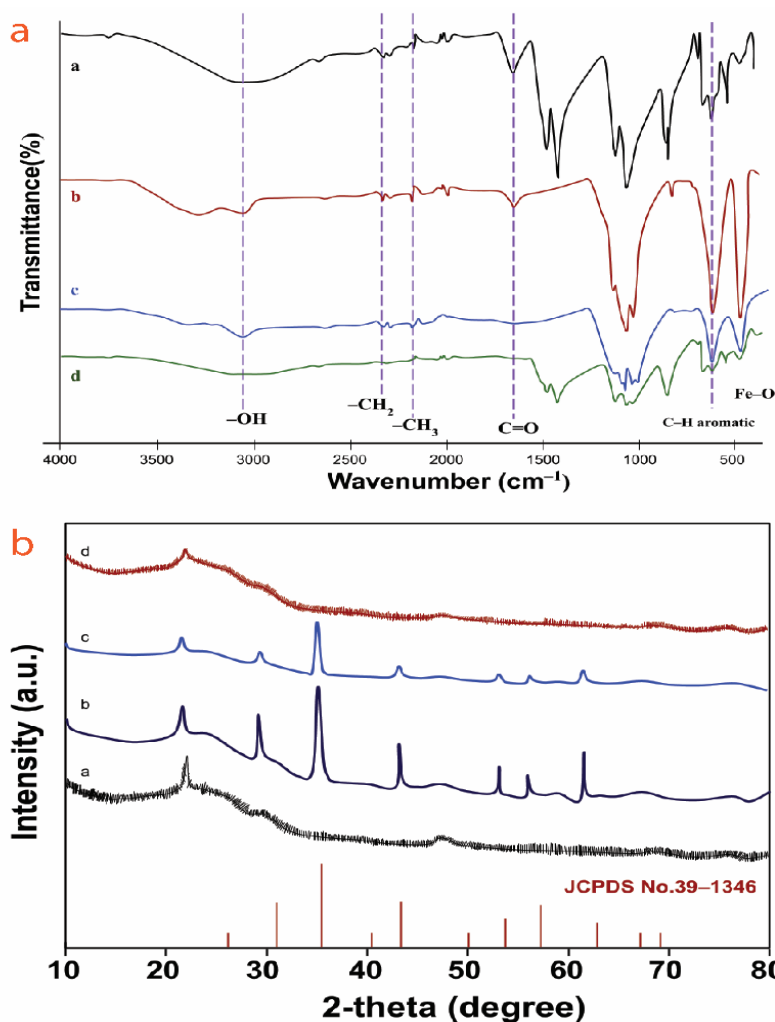 a
a
b
c
d
Transmittance(%)
–OH
–CH₂
–CH₃
C=O
C–H aromatic
Fe–O
4000 3500 3000 2500 2000 1500 1000 500
Wavenumber (cm⁻¹)
b
d
c
b
a
Intensity (a.u.)
JCPDS No.39–1346
10 20 30 40 50 60 70 80
2-theta (degree)